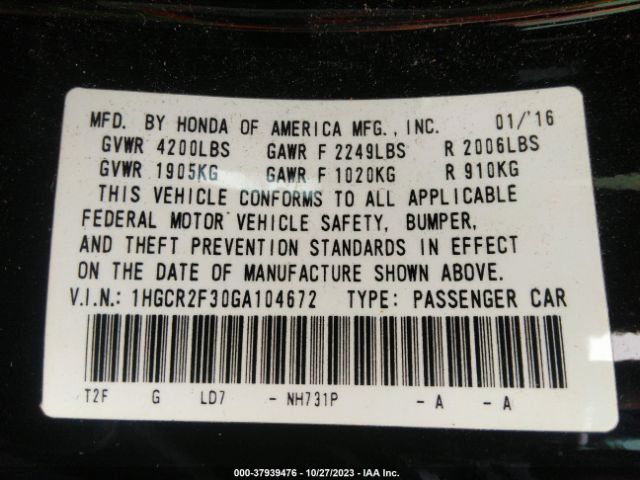 MFD. BY HONDA OF AMERICA MFG., INC. 01/'16
GVWR 4200LBS GAWR F 2249LBS R 2006LBS
GVWR 1905KG GAWR F 1020KG R 910KG
THIS VEHICLE CONFORMS TO ALL APPLICABLE
FEDERAL MOTOR VEHICLE SAFETY, BUMPER,
AND THEFT PREVENTION STANDARDS IN EFFECT
ON THE DATE OF MANUFACTURE SHOWN ABOVE.
V.I.N.: 1HGCR2F30GA104672 TYPE: PASSENGER CAR
T2F G LD7 - NH731P - A - A
000-37939476 - 10/27/2023 - IAA Inc.